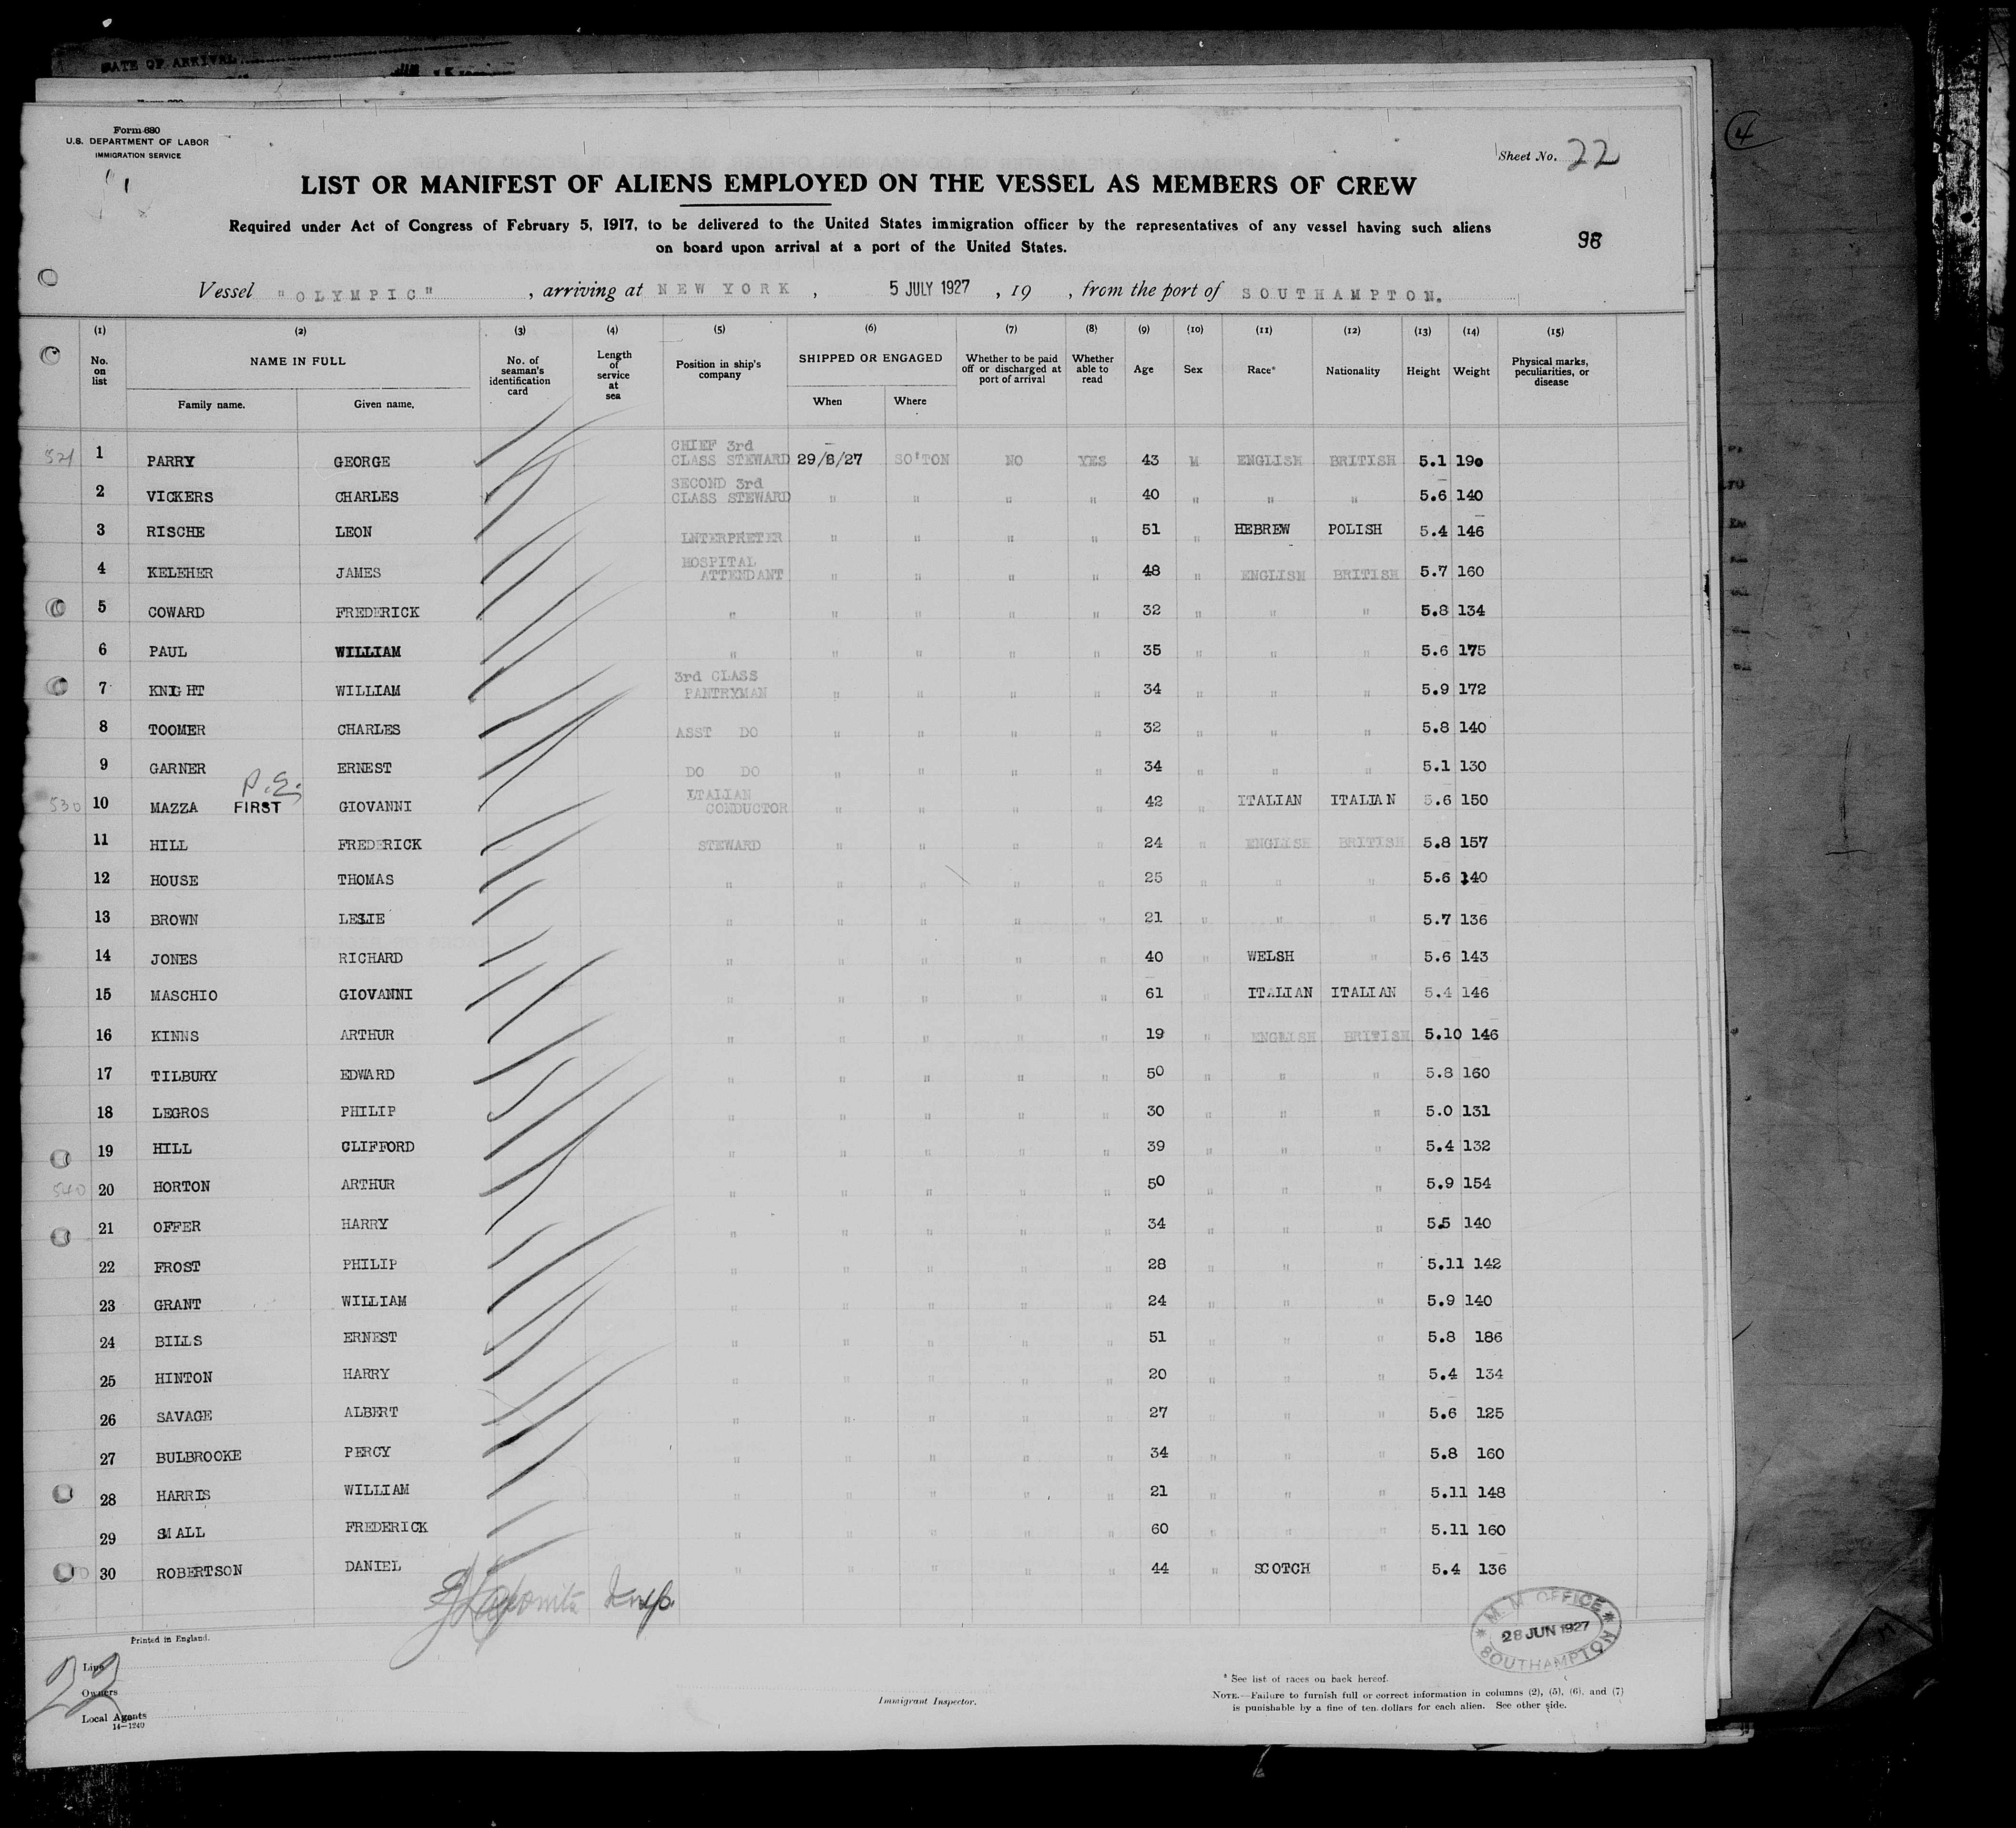 DATE OF ARRIVAL
Form 680
U.S. DEPARTMENT OF LABOR
IMMIGRATION SERVICE
Sheet No. 22
4
LIST OR MANIFEST OF ALIENS EMPLOYED ON THE VESSEL AS MEMBERS OF CREW
Required under Act of Congress of February 5, 1917, to be delivered to the United States immigration officer by the representatives of any vessel having such aliens
on board upon arrival at a port of the United States.
98
Vessel "OLYMPIC" , arriving at NEW YORK , 5 JULY 1927 , 19 , from the port of SOUTHAMPTON.
(1) (2) (3) (4) (5) (6) (7) (8) (9) (10) (11) (12) (13) (14) (15)
No. on list NAME IN FULL Family name. Given name. No. of seaman's identification card Length of service at sea Position in ship's company SHIPPED OR ENGAGED When Where Whether to be paid off or discharged at port of arrival Whether able to read Age Sex Race* Nationality Height Weight Physical marks, peculiarities, or disease
521 1 PARRY GEORGE CHIEF 3rd CLASS STEWARD 29/6/27 SO'TON NO YES 43 M ENGLISH BRITISH 5.1 190
2 VICKERS CHARLES SECOND 3rd CLASS STEWARD " " " " 40 " " " 5.6 140
3 RISCHE LEON INTERPRETER " " " " 51 " HEBREW POLISH 5.4 146
4 KELEHER JAMES HOSPITAL ATTENDANT " " " " 48 " ENGLISH BRITISH 5.7 160
5 COWARD FREDERICK " " " " " 32 " " " 5.8 134
6 PAUL WILLIAM " " " " " 35 " " " 5.6 175
7 KNIGHT WILLIAM 3rd CLASS PANTRYMAN " " " " 34 " " " 5.9 172
8 TOOMER CHARLES ASST DO " " " " 32 " " " 5.8 140
9 GARNER ERNEST DO DO " " " " 34 " " " 5.1 130
P.E.
530 10 MAZZA FIRST GIOVANNI ITALIAN CONDUCTOR " " " " 42 " ITALIAN ITALIAN 5.6 150
11 HILL FREDERICK STEWARD " " " " 24 " ENGLISH BRITISH 5.8 157
12 HOUSE THOMAS " " " " " 25 " " " 5.6 140
13 BROWN LESLIE " " " " " 21 " " " 5.7 136
14 JONES RICHARD " " " " " 40 " WELSH " 5.6 143
15 MASCHIO GIOVANNI " " " " " 61 ITALIAN ITALIAN 5.4 146
16 KINNS ARTHUR " " " " " 19 " ENGLISH BRITISH 5.10 146
17 TILBURY EDWARD " " " " " 50 " " " 5.8 160
18 LEGROS PHILIP " " " " " 30 " " " 5.0 131
19 HILL CLIFFORD " " " " " 39 " " " 5.4 132
540 20 HORTON ARTHUR " " " " " 50 " " " 5.9 154
21 OFFER HARRY " " " " " 34 " " " 5.5 140
22 FROST PHILIP " " " " " 28 " " " 5.11 142
23 GRANT WILLIAM " " " " " 24 " " " 5.9 140
24 BILLS ERNEST " " " " " 51 " " " 5.8 186
25 HINTON HARRY " " " " " 20 " " " 5.4 134
26 SAVAGE ALBERT " " " " " 27 " " " 5.6 125
27 BULBROOKE PERCY " " " " " 34 " " " 5.8 160
28 HARRIS WILLIAM " " " " " 21 " " " 5.11 148
29 SMALL FREDERICK " " " " " 60 " " " 5.11 160
30 ROBERTSON DANIEL " " " " " 44 " SCOTCH " 5.4 136
Insp.
M. M. OFFICE
28 JUN 1927
SOUTHAMPTON
Printed in England.
22
Line
Owners
Local Agents
14—1240
Immigrant Inspector.
* See list of races on back hereof.
NOTE.—Failure to furnish full or correct information in columns (2), (5), (6), and (7)
is punishable by a fine of ten dollars for each alien. See other side.